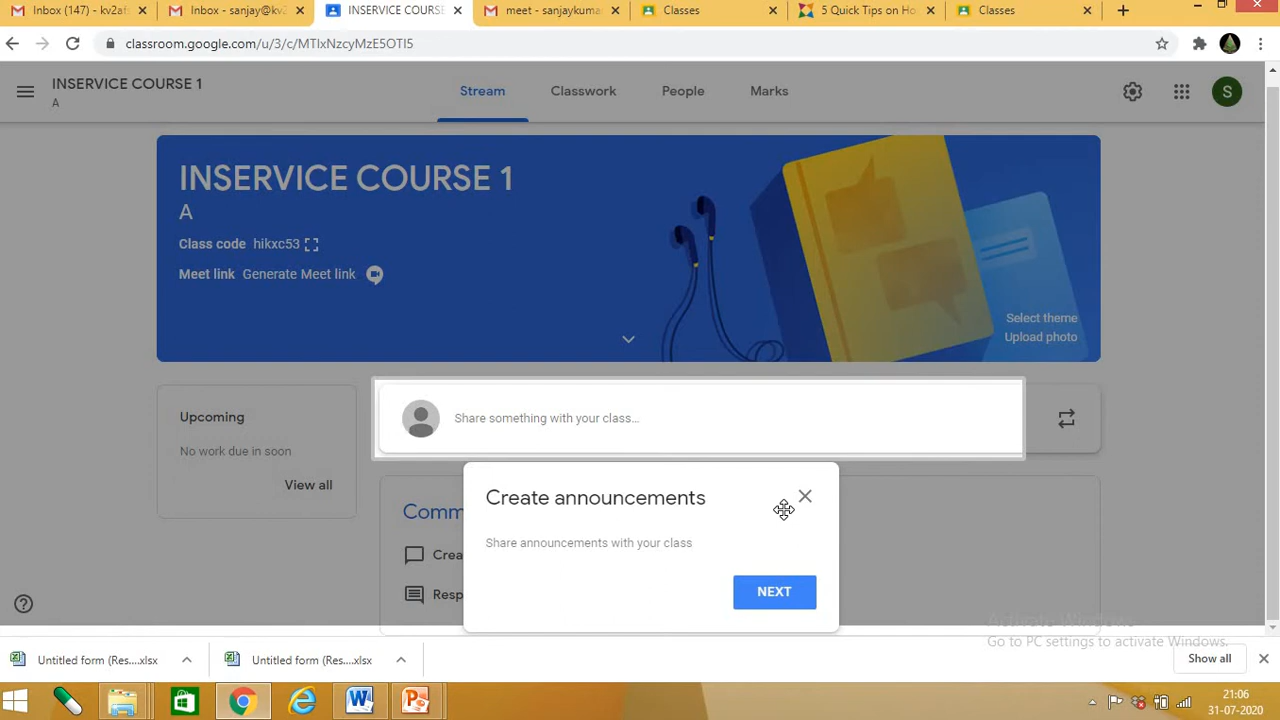 Inbox (147) - kv2afs
Inbox - sanjay@kv2
INSERVICE COURSE
meet - sanjaykuma
Classes
5 Quick Tips on Ho
Classes
classroom.google.com/u/3/c/MTIxNzcyMzE5OTI5
INSERVICE COURSE 1
A
Stream
Classwork
People
Marks
S
INSERVICE COURSE 1
A
Class code hikxc53
Meet link Generate Meet link
Select theme
Upload photo
Upcoming
No work due in soon
View all
Share something with your class...
Comm
Crea
Resp
Create announcements
Share announcements with your class
NEXT
Activate Windows
Go to PC settings to activate Windows.
Untitled form (Res....xlsx
Untitled form (Res....xlsx
Show all
21:06
31-07-2020